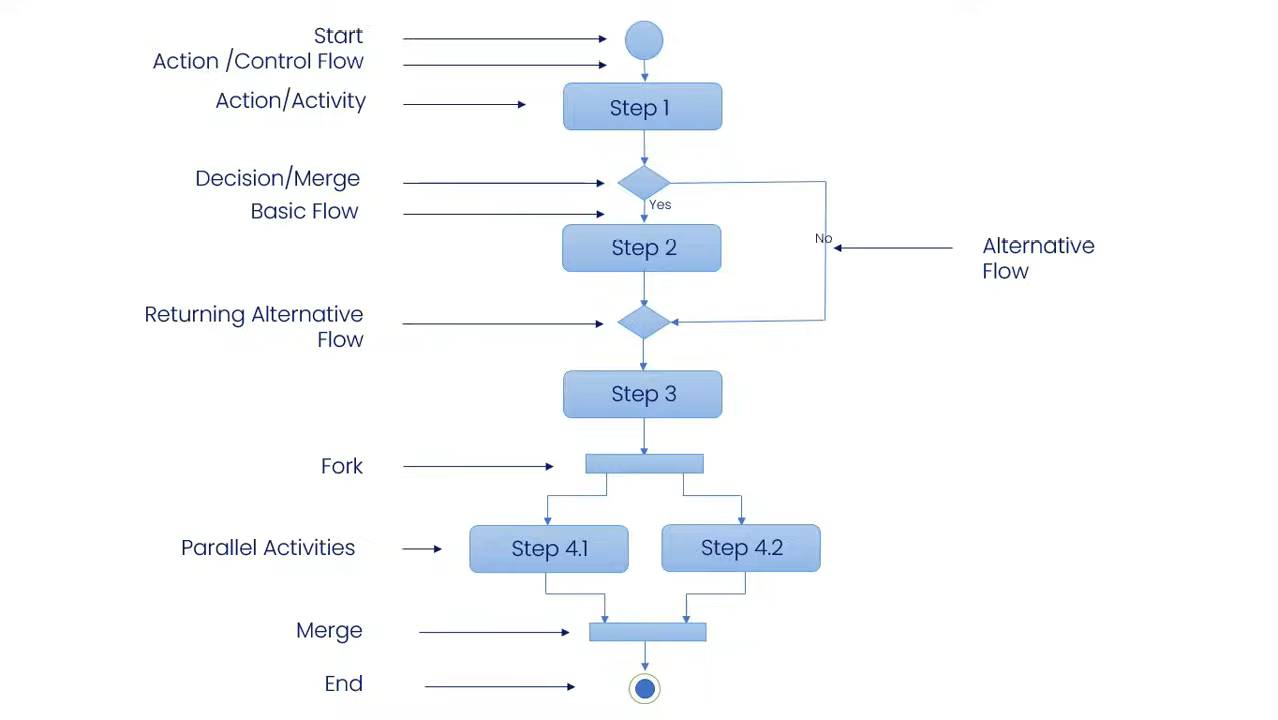 Start
Action /Control Flow
Action/Activity
Step 1
Decision/Merge
Yes
Basic Flow
Step 2
No
Alternative
Flow
Returning Alternative
Flow
Step 3
Fork
Parallel Activities
Step 4.1
Step 4.2
Merge
End